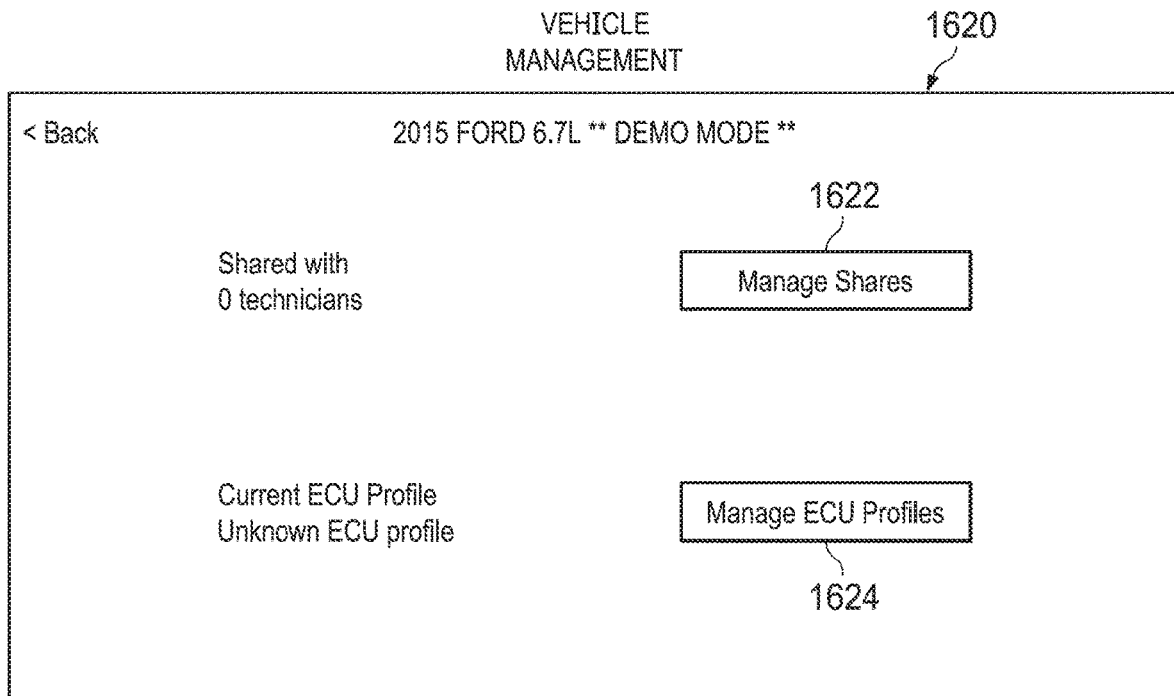 VEHICLE
MANAGEMENT
1620
< Back
2015 FORD 6.7L ** DEMO MODE **
1622
Shared with
0 technicians
Manage Shares
Current ECU Profile
Unknown ECU profile
Manage ECU Profiles
1624